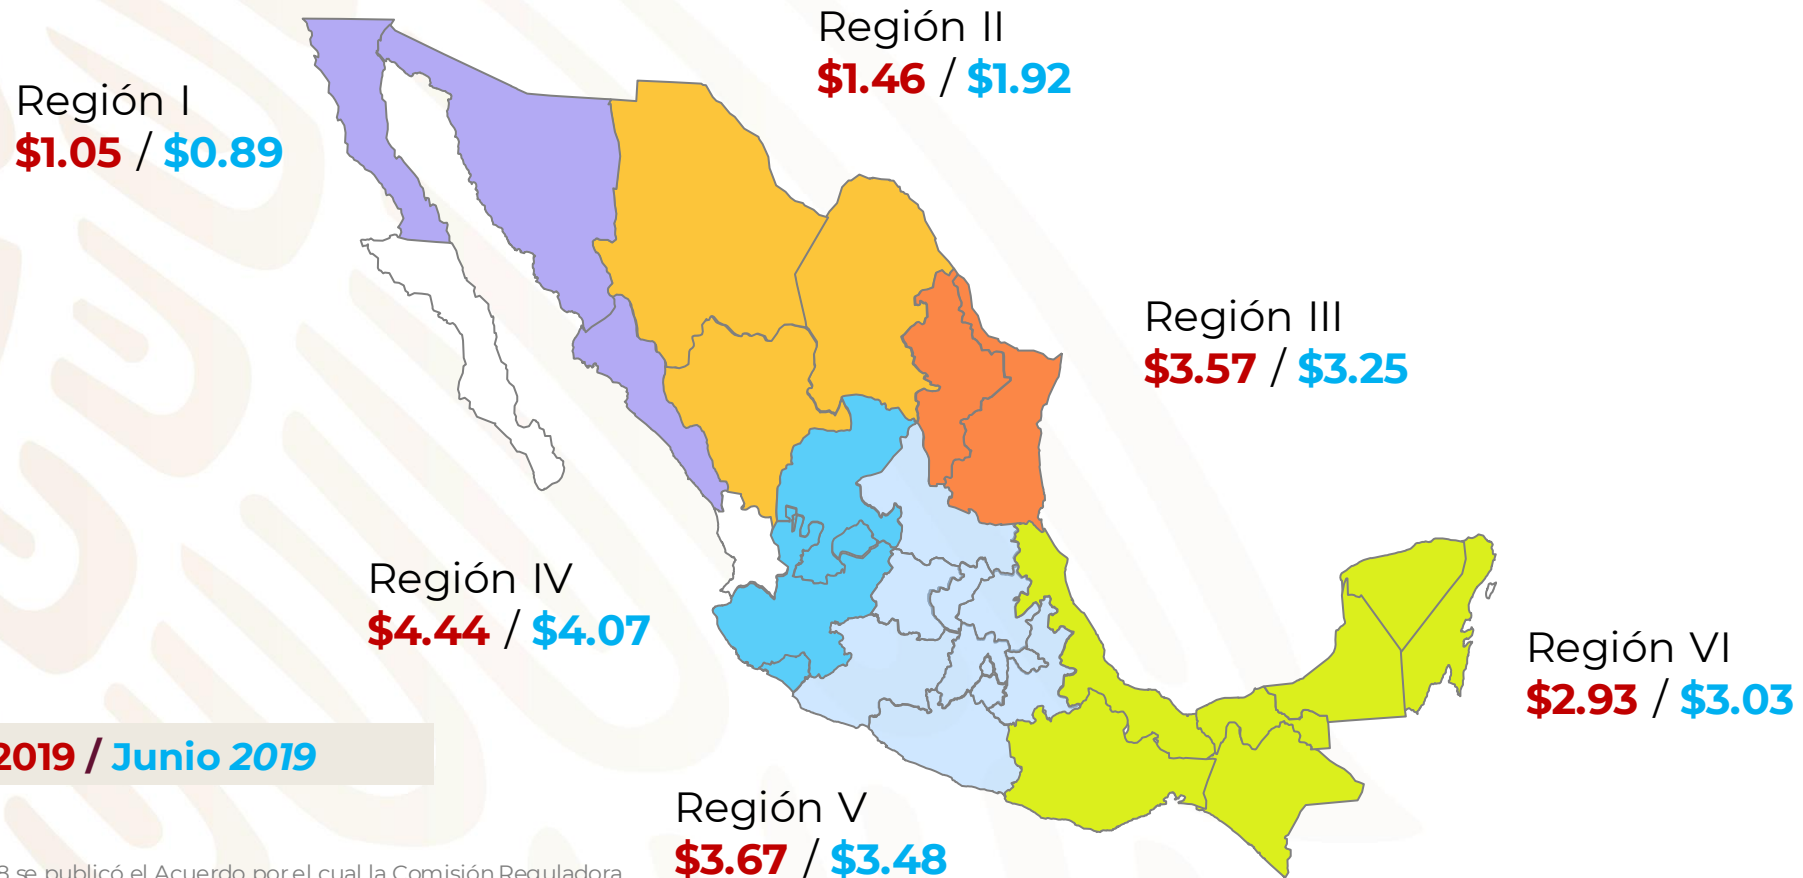 Región II
$1.46 / $1.92
Región I
$1.05 / $0.89
Región III
$3.57 / $3.25
Región IV
$4.44 / $4.07
Región VI
$2.93 / $3.03
2019 / Junio 2019
Región V
$3.67 / $3.48
8 se publicó el Acuerdo por el cual la Comisión Reguladora